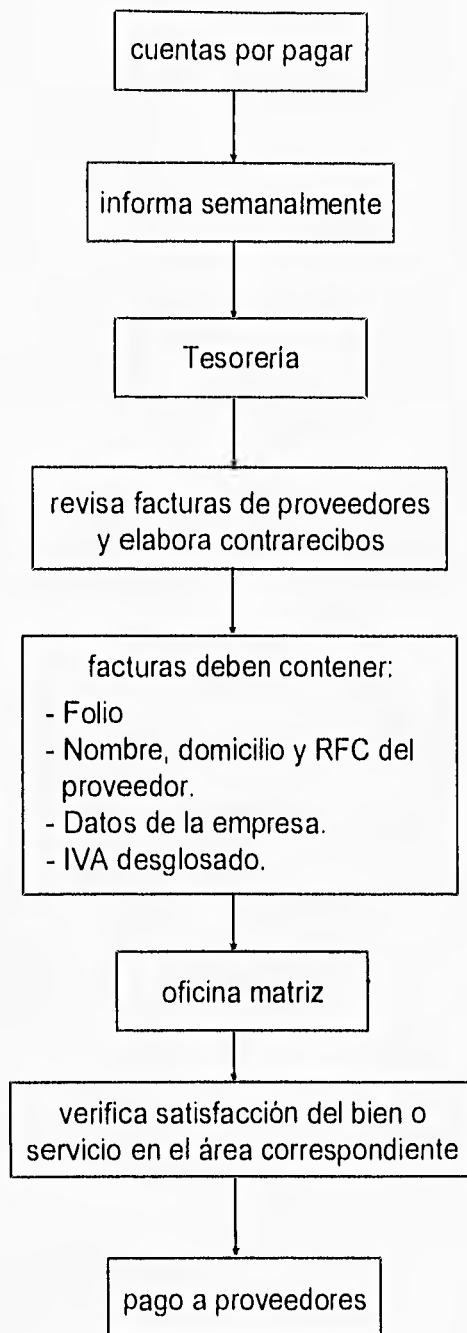 cuentas por pagar
informa semanalmente
Tesorería
revisa facturas de proveedores
y elabora contrarecibos
facturas deben contener:
- Folio
- Nombre, domicilio y RFC del
proveedor.
- Datos de la empresa.
- IVA desglosado.
oficina matriz
verifica satisfacción del bien o
servicio en el área correspondiente
pago a proveedores